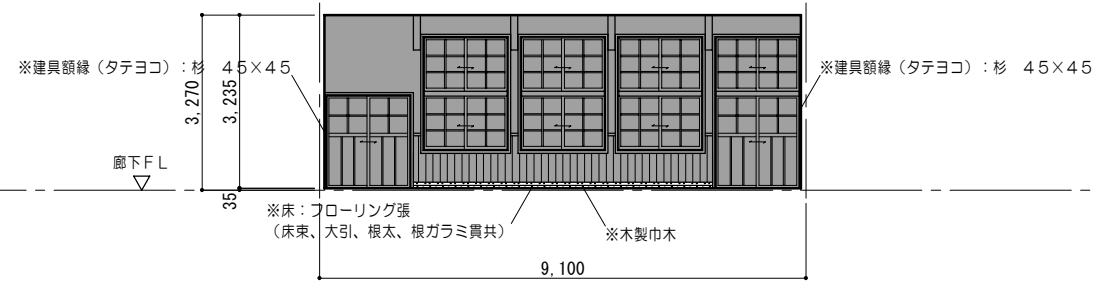 ※建具額縁（タテヨコ）：杉　４５×４５
※建具額縁（タテヨコ）：杉　４５×４５
3,270
3,235
廊下ＦＬ
35
※床：フローリング張
（床束、大引、根太、根ガラミ貫共）
※木製巾木
9,100